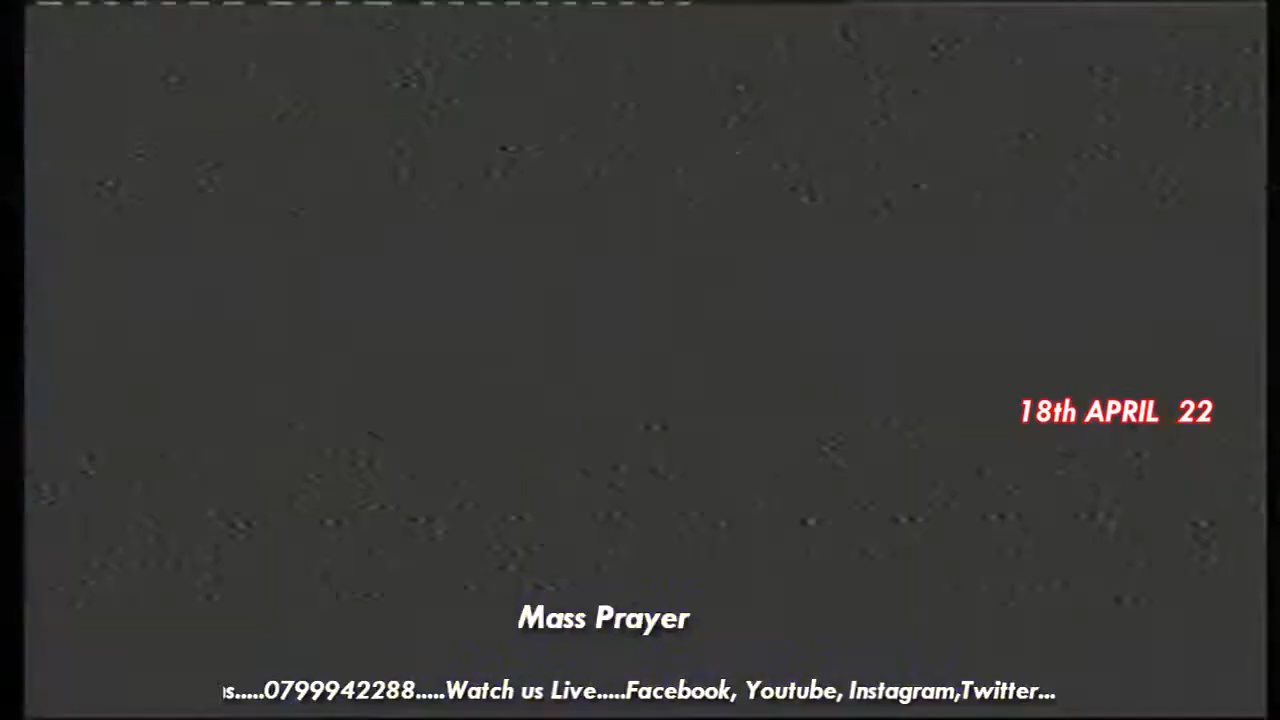 18th APRIL 22
Mass Prayer
s.....0799942288.....Watch us Live.....Facebook, Youtube, Instagram,Twitter...